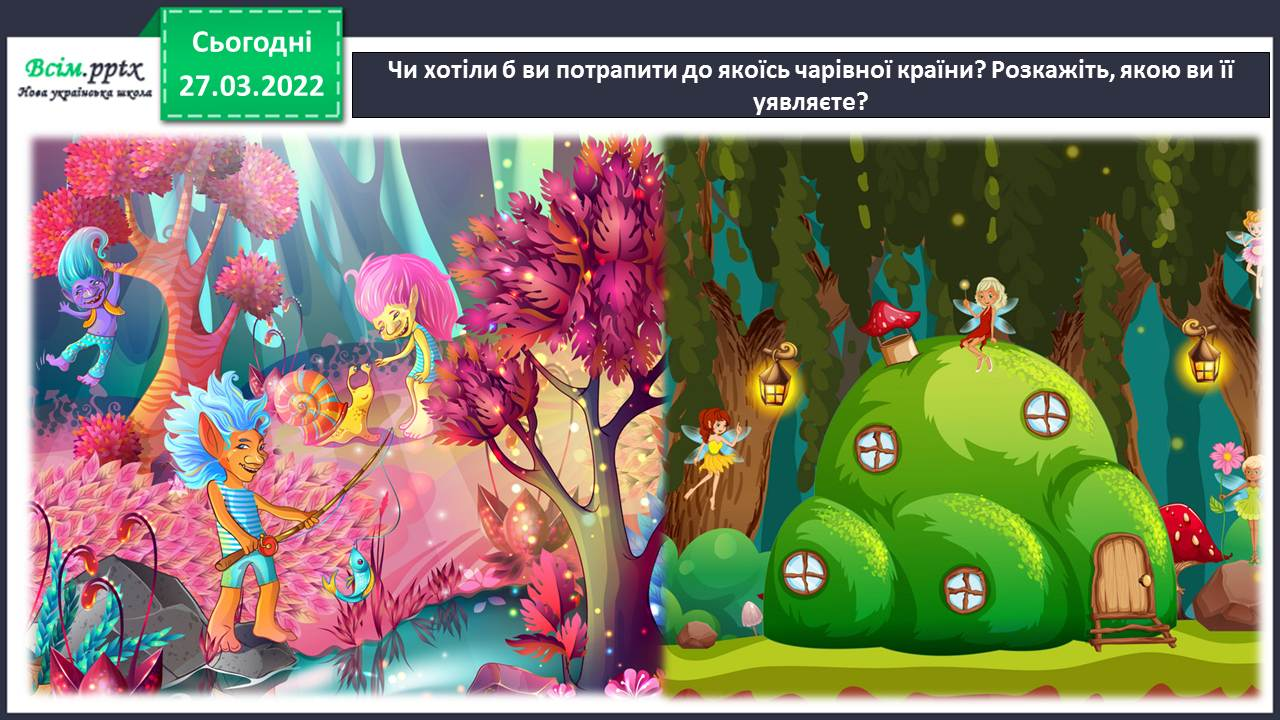 Всім.pptx
Нова українська школа
Сьогодні
27.03.2022
Чи хотіли б ви потрапити до якоїсь чарівної країни? Розкажіть, якою ви її
уявляєте?